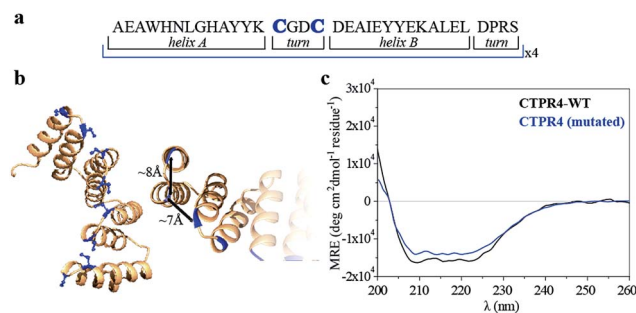 a
AEAWHNLGHAYYK CGDC DEAIEYYEKALEL DPRS
helix A turn helix B turn x4
b
~8Å
~7Å
c
CTPR4-WT
CTPR4 (mutated)
MRE (deg cm²dmol⁻¹ residue⁻¹)
3x10⁴
2x10⁴
1x10⁴
0
-1x10⁴
-2x10⁴
200 210 220 230 240 250 260
λ (nm)